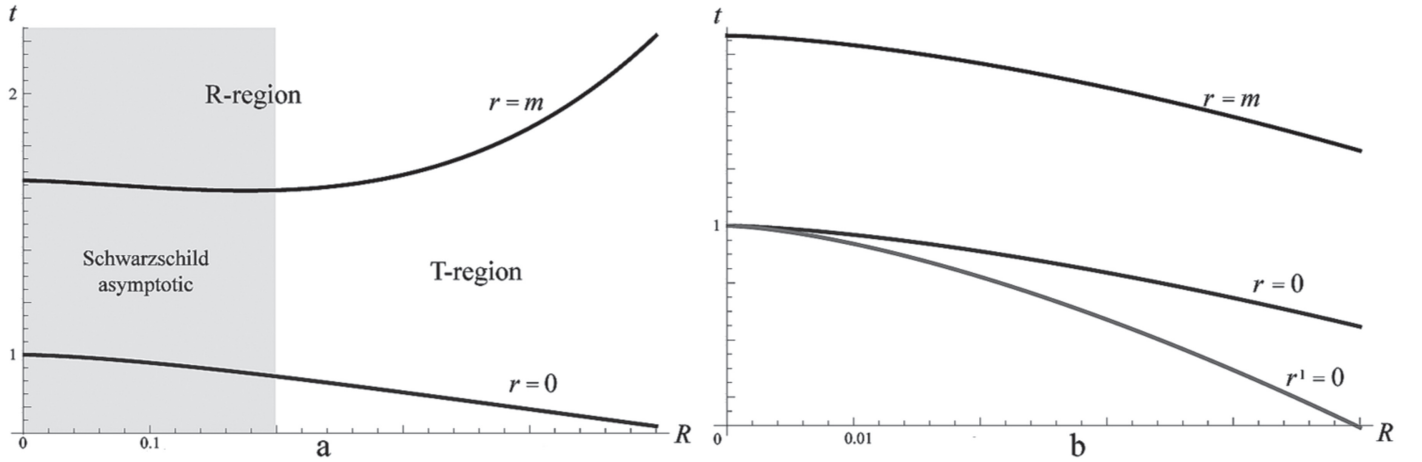 t
2
R-region
r = m
Schwarzschild
asymptotic
T-region
1
r = 0
0
0.1
a
R
t
r = m
1
r = 0
r¹ = 0
0
0.01
b
R